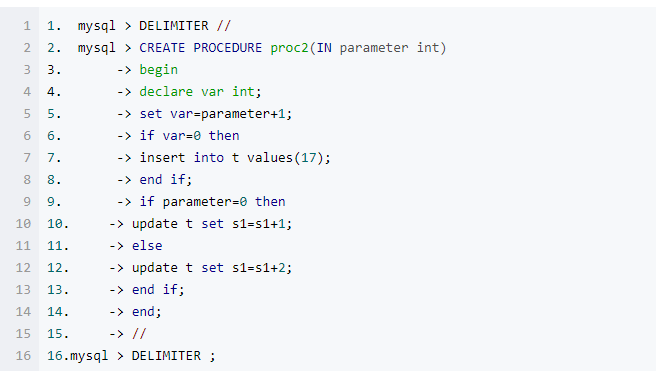 1 1.  mysql > DELIMITER //
2 2.  mysql > CREATE PROCEDURE proc2(IN parameter int)
3 3.       -> begin
4 4.       -> declare var int;
5 5.       -> set var=parameter+1;
6 6.       -> if var=0 then
7 7.       -> insert into t values(17);
8 8.       -> end if;
9 9.       -> if parameter=0 then
10 10.     -> update t set s1=s1+1;
11 11.     -> else
12 12.     -> update t set s1=s1+2;
13 13.     -> end if;
14 14.     -> end;
15 15.     -> //
16 16.mysql > DELIMITER ;